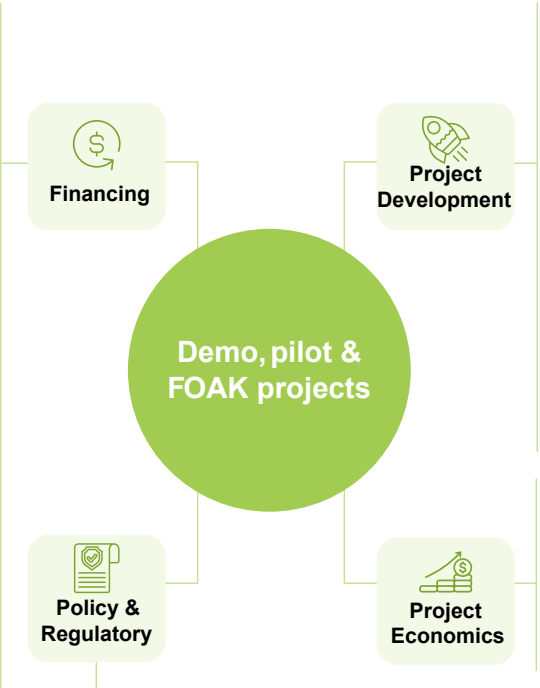 Financing
Project
Development
Demo, pilot &
FOAK projects
Policy &
Regulatory
Project
Economics